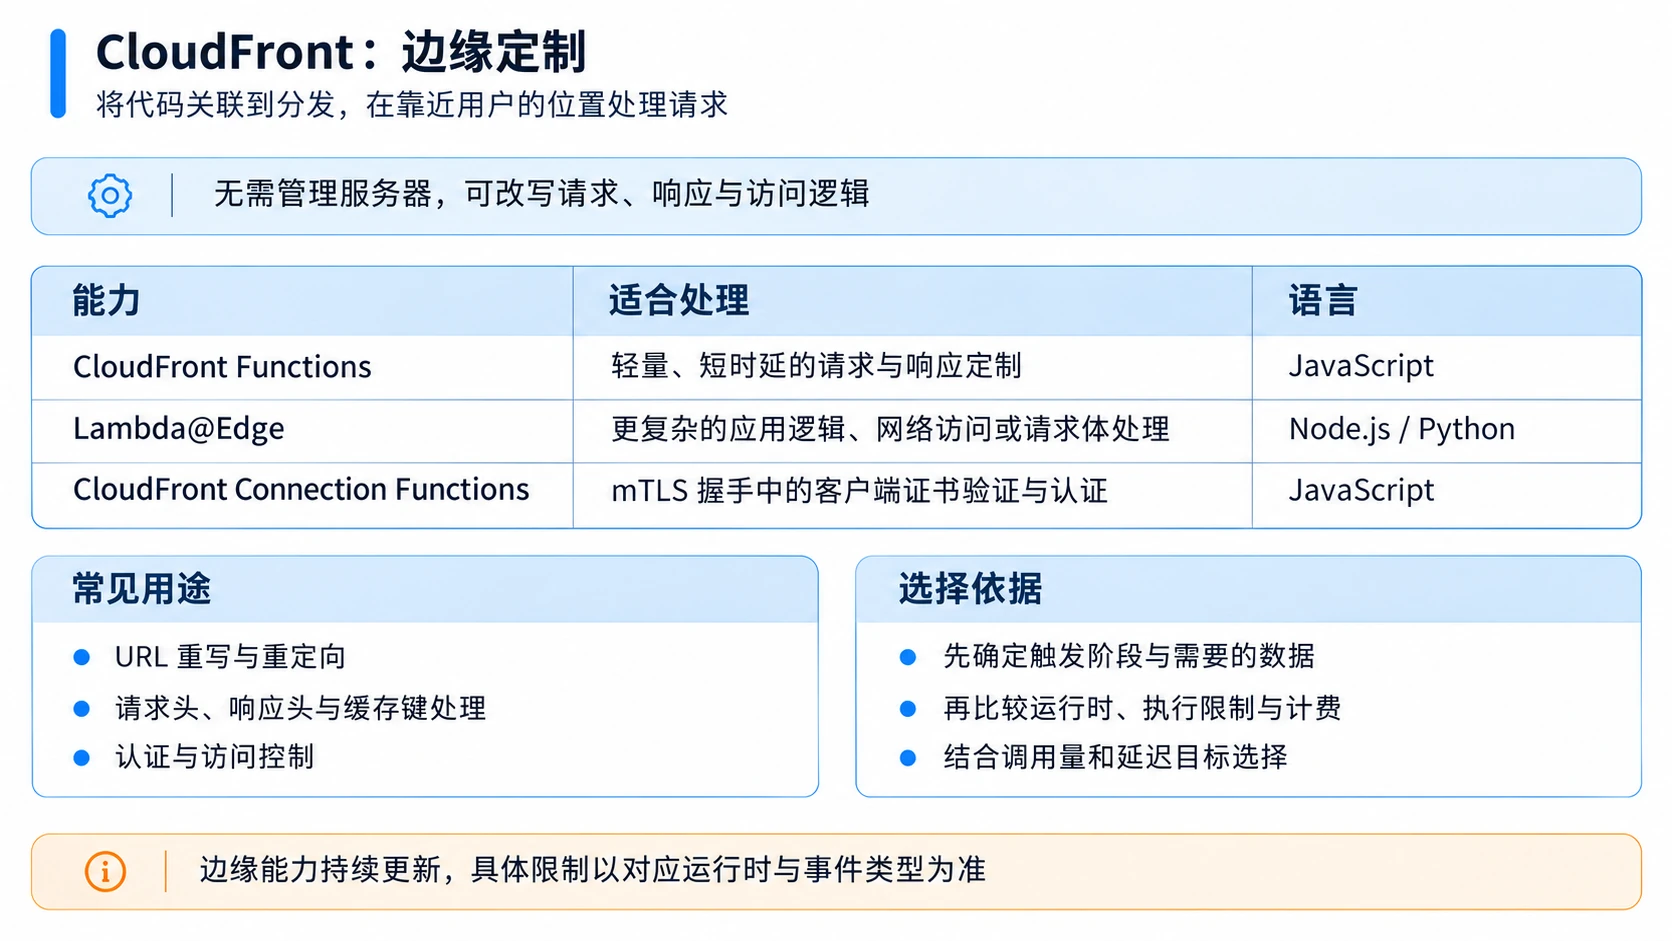 CloudFront：边缘定制
将代码关联到分发，在靠近用户的位置处理请求
无需管理服务器，可改写请求、响应与访问逻辑
能力 适合处理 语言
CloudFront Functions 轻量、短时延的请求与响应定制 JavaScript
Lambda@Edge 更复杂的应用逻辑、网络访问或请求体处理 Node.js / Python
CloudFront Connection Functions mTLS 握手中的客户端证书验证与认证 JavaScript
常见用途
URL 重写与重定向
请求头、响应头与缓存键处理
认证与访问控制
选择依据
先确定触发阶段与需要的数据
再比较运行时、执行限制与计费
结合调用量和延迟目标选择
边缘能力持续更新，具体限制以对应运行时与事件类型为准